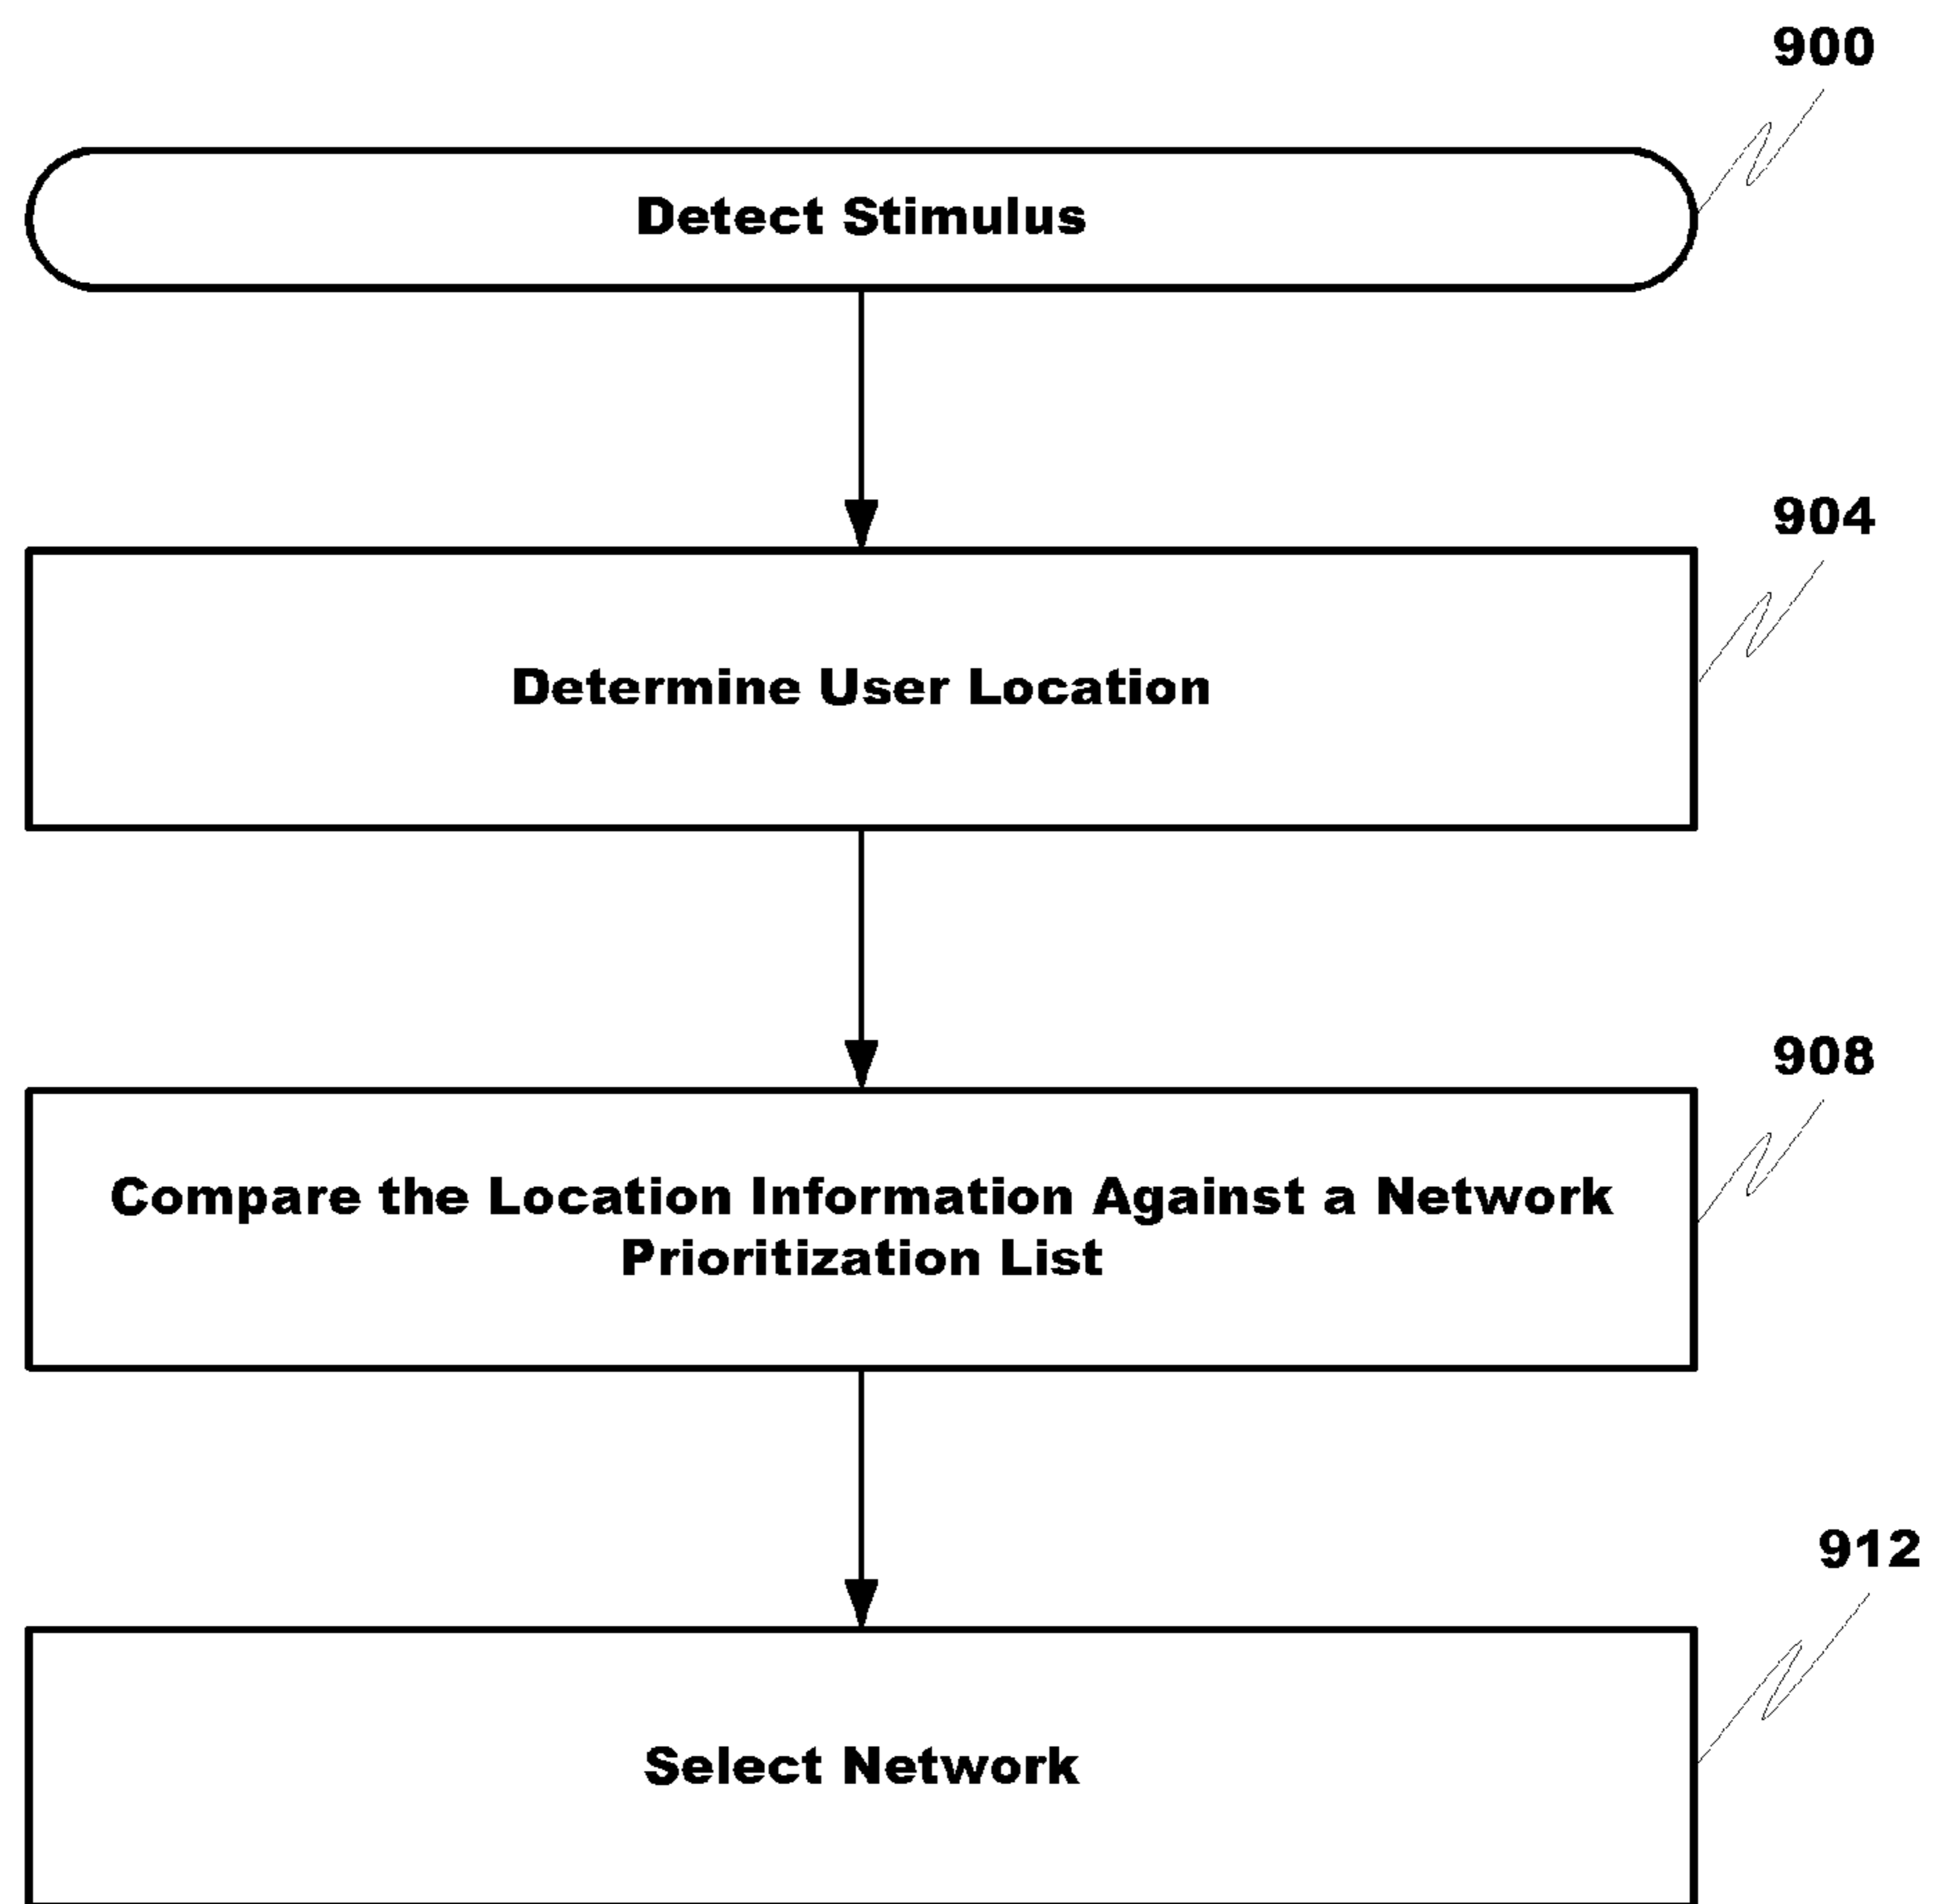 900
Detect Stimulus
904
Determine User Location
908
Compare the Location Information Against a Network
Prioritization List
912
Select Network